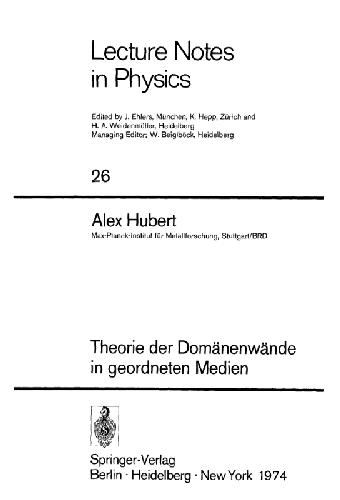 Lecture Notes
in Physics
Edited by J. Ehlers, München, K. Hepp, Zürich and
H. A. Weidenmüller, Heidelberg
Managing Editor: W. Beiglböck, Heidelberg
26
Alex Hubert
Max-Planck-Institut für Metallforschung, Stuttgart/BRD
Theorie der Domänenwände
in geordneten Medien
Springer-Verlag
Berlin · Heidelberg · New York 1974